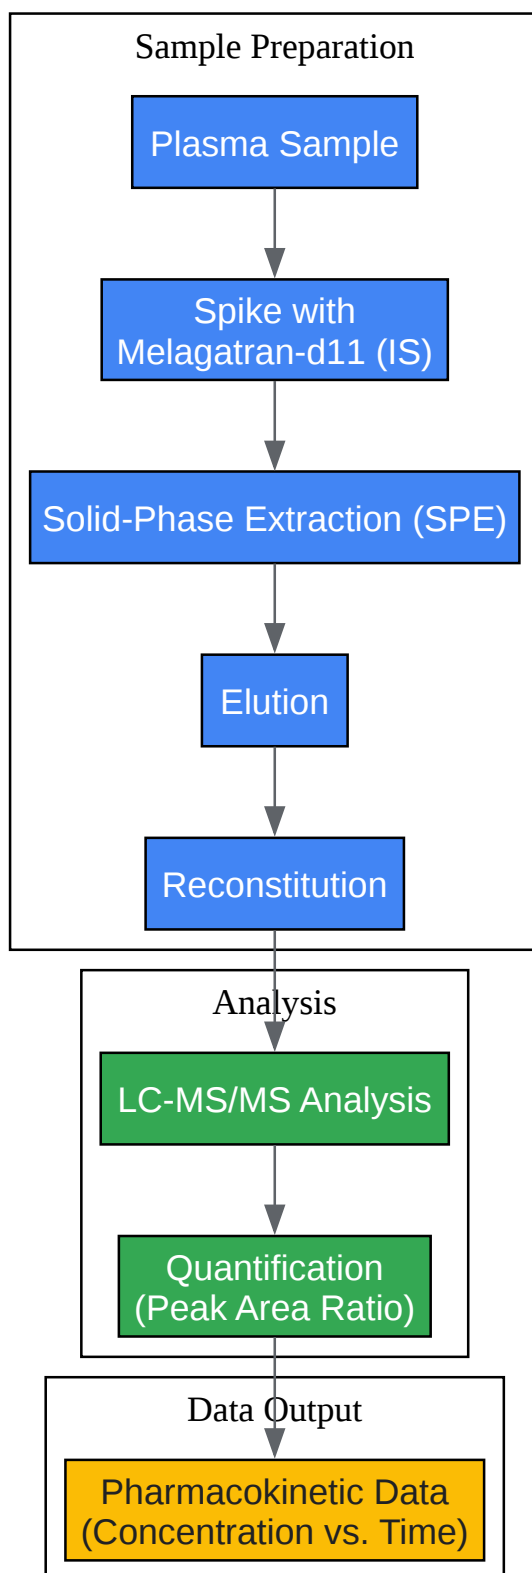 Sample Preparation
Plasma Sample
Spike with
Melagatran-d11 (IS)
Solid-Phase Extraction (SPE)
Elution
Reconstitution
Analysis
LC-MS/MS Analysis
Quantification
(Peak Area Ratio)
Data Output
Pharmacokinetic Data
(Concentration vs. Time)